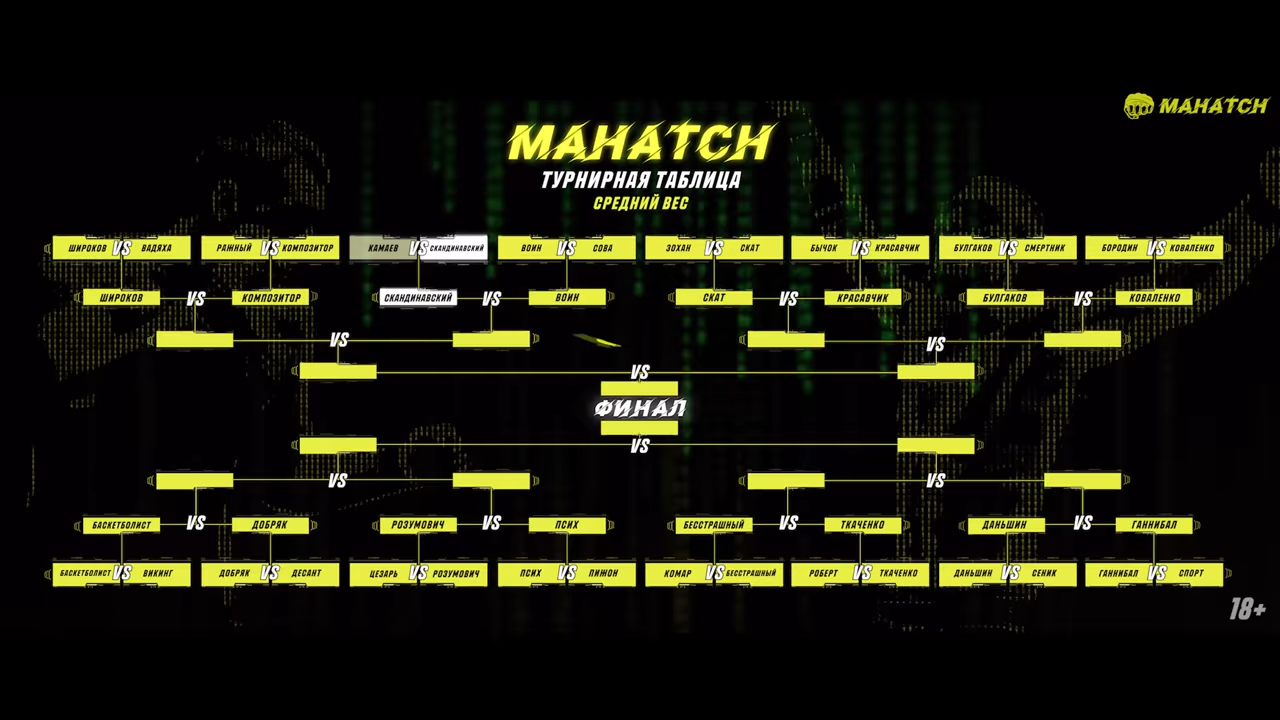 MAHATCH
MAHATCH
ТУРНИРНАЯ ТАБЛИЦА
СРЕДНИЙ ВЕС
ШИРОКОВ VS ВАДЯХА РАЖНЫЙ VS КОМПОЗИТОР КАМАЕВ VS СКАНДИНАВСКИЙ ВОИН VS СОВА ЗОХАН VS СКАТ БЫЧОК VS КРАСАВЧИК БУЛГАКОВ VS СМЕРТНИК БОРОДИН VS КОВАЛЕНКО
ШИРОКОВ VS КОМПОЗИТОР СКАНДИНАВСКИЙ VS ВОИН СКАТ VS КРАСАВЧИК БУЛГАКОВ VS КОВАЛЕНКО
VS VS
VS
ФИНАЛ
VS
VS VS
БАСКЕТБОЛИСТ VS ДОБРЯК РОЗУМОВИЧ VS ПСИХ БЕССТРАШНЫЙ VS ТКАЧЕНКО ДАНЬШИН VS ГАННИБАЛ
БАСКЕТБОЛИСТ VS ВИКИНГ ДОБРЯК VS ДЕСАНТ ЦЕЗАРЬ VS РОЗУМОВИЧ ПСИХ VS ПИЖОН КОМАР VS БЕССТРАШНЫЙ РОБЕРТ VS ТКАЧЕНКО ДАНЬШИН VS СЕНИК ГАННИБАЛ VS СПОРТ
18+